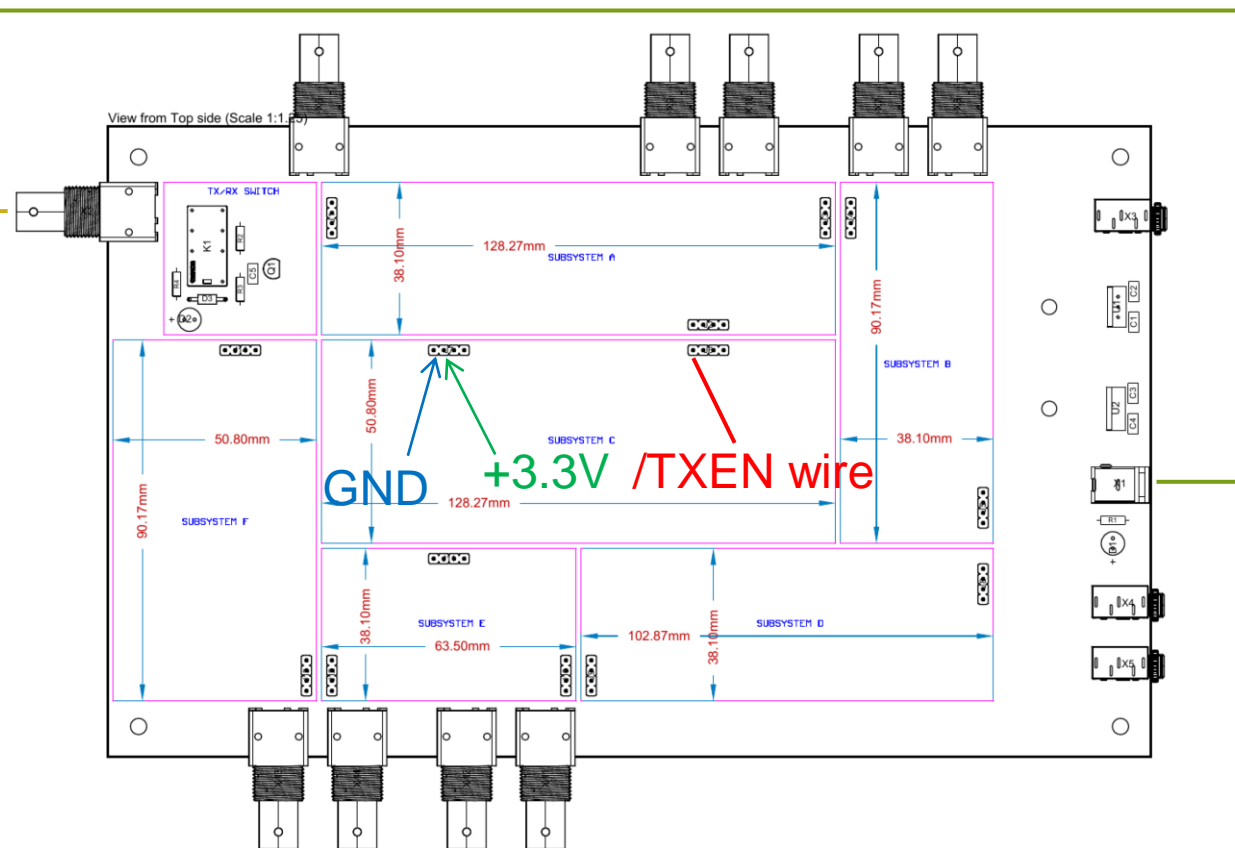 View from Top side (Scale 1:1.25)
TX/RX SWITCH
K1
R2
C5
Q1
R4
R3
D3
+ D2
128.27mm
38.10mm
SUBSYSTEM A
90.17mm
SUBSYSTEM B
38.10mm
X3
C2
U1
C1
C3
U2
C4
50.80mm
90.17mm
SUBSYSTEM F
50.80mm
SUBSYSTEM C
GND
+3.3V
/TXEN wire
128.27mm
R1
D1
+
38.10mm
SUBSYSTEM E
63.50mm
102.87mm
38.10mm
SUBSYSTEM D
X4
X5